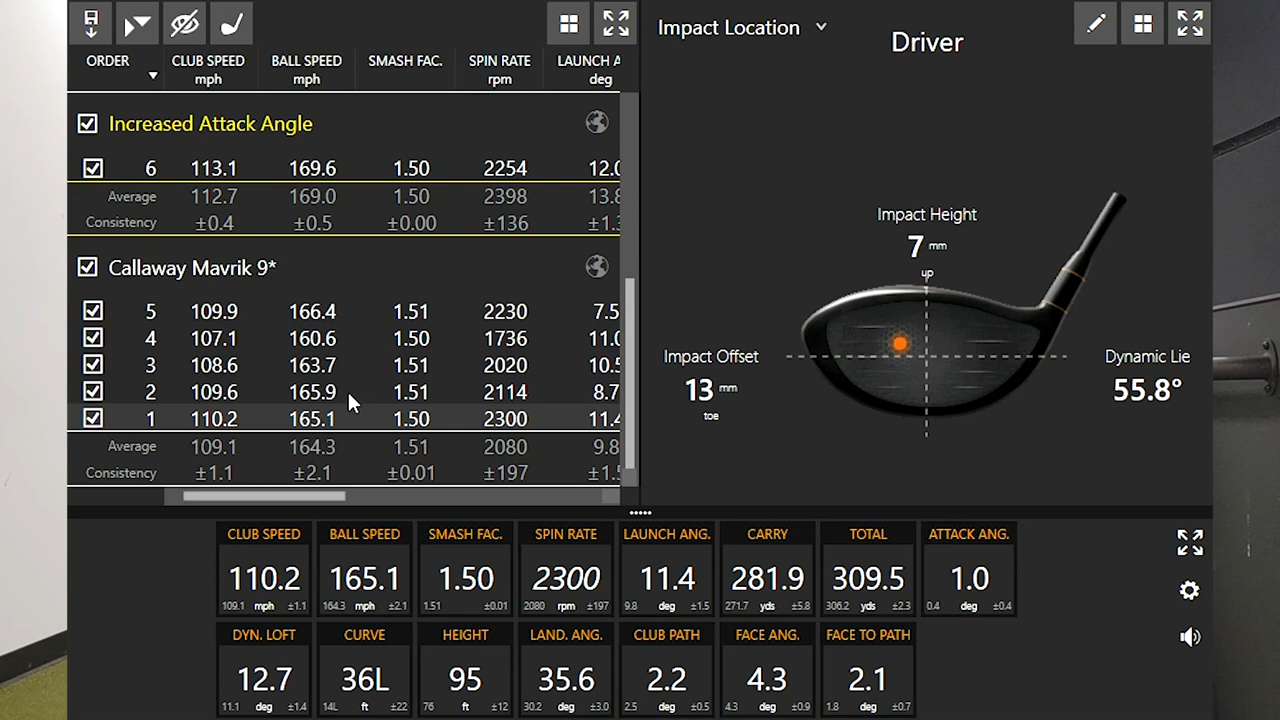 ORDER CLUB SPEED BALL SPEED SMASH FAC. SPIN RATE LAUNCH A
mph mph rpm deg
Increased Attack Angle
6 113.1 169.6 1.50 2254 12.0
Average 112.7 169.0 1.50 2398 13.8
Consistency ±0.4 ±0.5 ±0.00 ±136 ±1.3
Callaway Mavrik 9*
5 109.9 166.4 1.51 2230 7.5
4 107.1 160.6 1.50 1736 11.0
3 108.6 163.7 1.51 2020 10.5
2 109.6 165.9 1.51 2114 8.7
1 110.2 165.1 1.50 2300 11.4
Average 109.1 164.3 1.51 2080 9.8
Consistency ±1.1 ±2.1 ±0.01 ±197 ±1.5
Impact Location
Driver
Impact Height
7 mm
up
Impact Offset
13 mm
toe
Dynamic Lie
55.8°
CLUB SPEED BALL SPEED SMASH FAC. SPIN RATE LAUNCH ANG. CARRY TOTAL ATTACK ANG.
110.2 165.1 1.50 2300 11.4 281.9 309.5 1.0
109.1 mph ±1.1 164.3 mph ±2.1 1.51 ±0.01 2080 rpm ±197 9.8 deg ±1.5 271.7 yds ±5.8 306.2 yds ±2.3 0.4 deg ±0.4
DYN. LOFT CURVE HEIGHT LAND. ANG. CLUB PATH FACE ANG. FACE TO PATH
12.7 36L 95 35.6 2.2 4.3 2.1
11.1 deg ±1.4 14L ft ±22 76 ft ±12 30.2 deg ±3.0 2.5 deg ±0.5 4.3 deg ±0.9 1.8 deg ±0.7